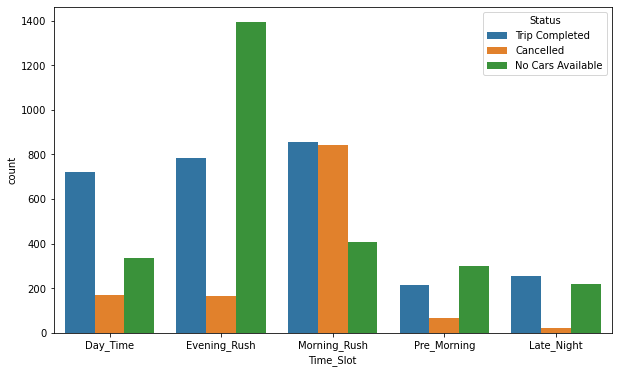 Status
Trip Completed
Cancelled
No Cars Available
1400
1200
1000
800
600
400
200
0
count
Day_Time Evening_Rush Morning_Rush Pre_Morning Late_Night
Time_Slot